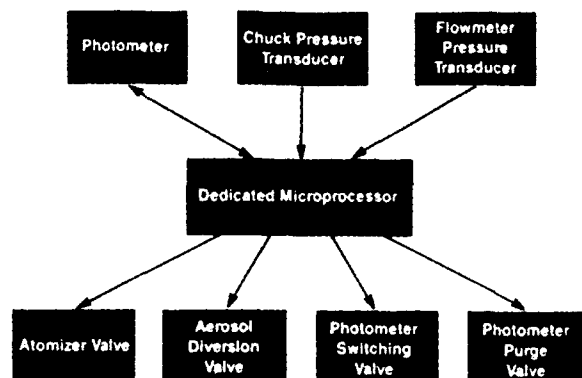 Photometer
Chuck Pressure
Transducer
Flowmeter
Pressure
Transducer
Dedicated Microprocessor
Atomizer Valve
Aerosol
Diversion
Valve
Photometer
Switching
Valve
Photometer
Purge
Valve